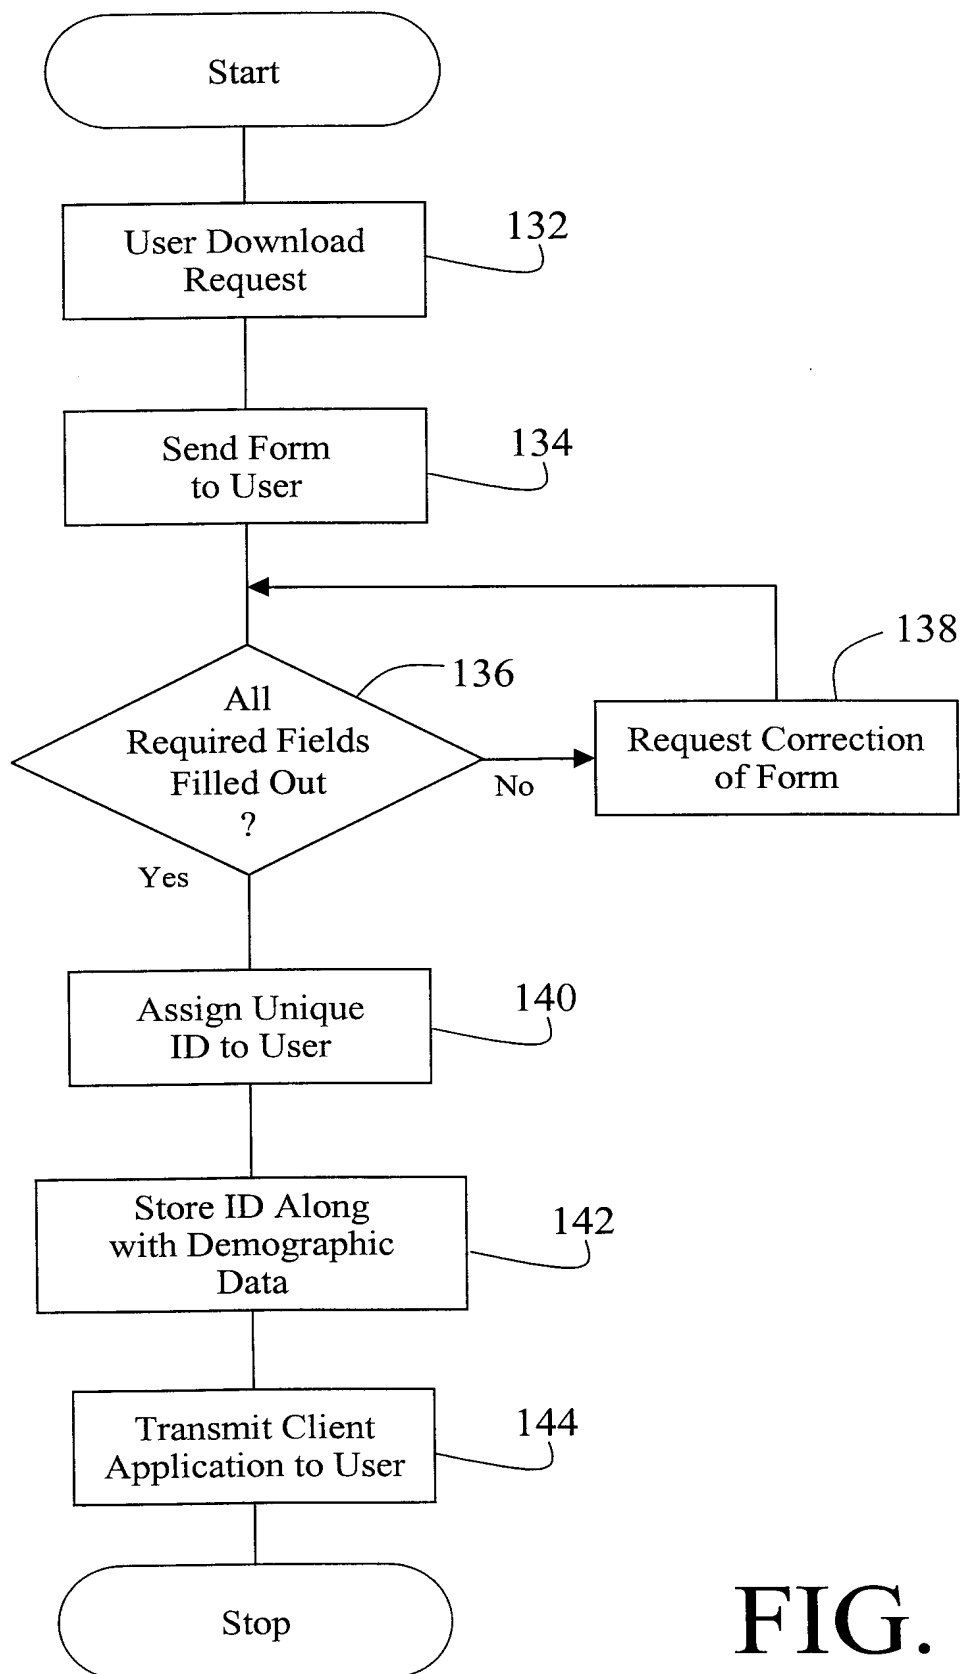 Start
User Download
Request
132
Send Form
to User
134
All
Required Fields
Filled Out
?
136
No
Request Correction
of Form
138
Yes
Assign Unique
ID to User
140
Store ID Along
with Demographic
Data
142
Transmit Client
Application to User
144
Stop
FIG.